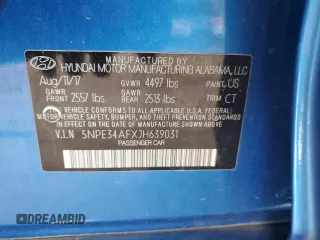 MANUFACTURED BY
HYUNDAI MOTOR MANUFACTURING ALABAMA, LLC
Aug/11/17 GVWR 4497 lbs PAINT US
GAWR GAWR
FRONT 2557 lbs REAR 2513 lbs TRIM CT
THIS VEHICLE CONFORMS TO ALL APPLICABLE U.S. FEDERAL
MOTOR VEHICLE SAFETY, BUMPER, AND THEFT PREVENTION STANDARDS
IN EFFECT ON THE DATE OF MANUFACTURE SHOWN ABOVE.
V.I.N 5NPE34AFXJH639031
PASSENGER CAR
DREAMBID